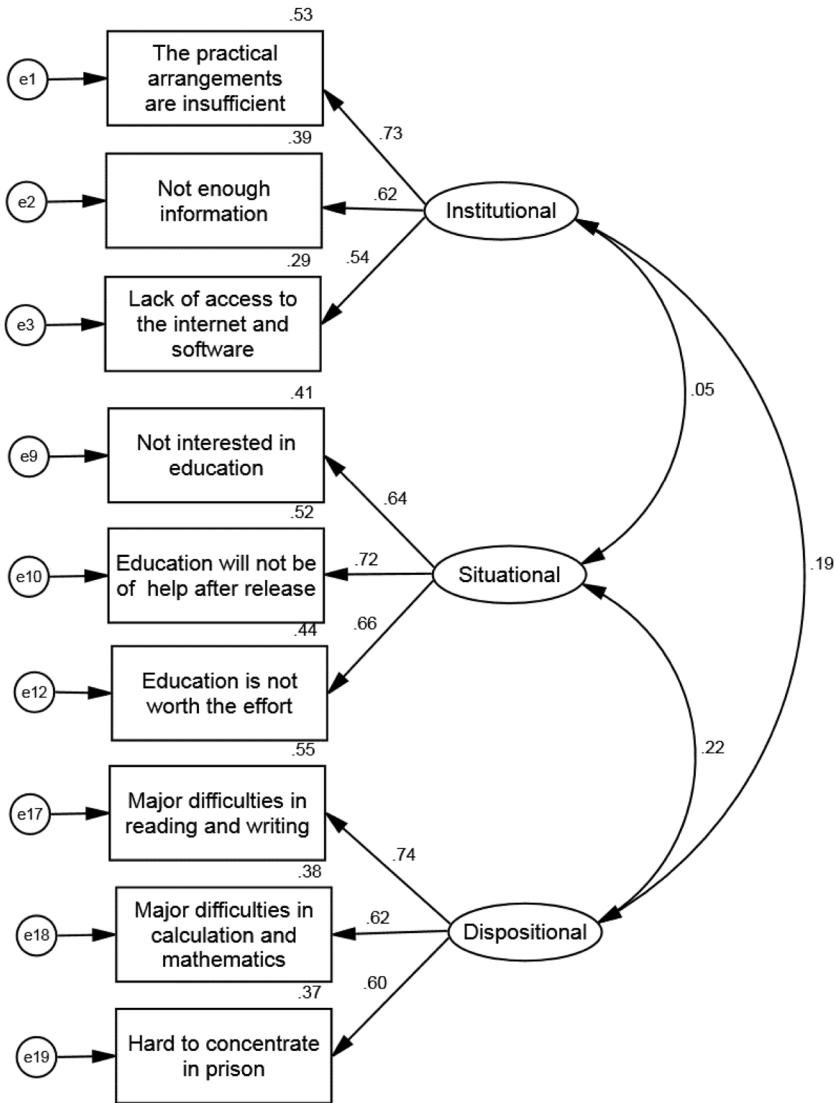 .53
e1
The practical
arrangements
are insufficient
.73
.39
e2
Not enough
information
.62
Institutional
.29
.54
e3
Lack of access to
the internet and
software
.05
.41
e9
Not interested in
education
.64
.52
e10
Education will not be
of help after release
.72
Situational
.19
.44
.66
e12
Education is not
worth the effort
.55
.22
e17
Major difficulties in
reading and writing
.74
.38
e18
Major difficulties in
calculation and
mathematics
.62
Dispositional
.37
.60
e19
Hard to concentrate
in prison